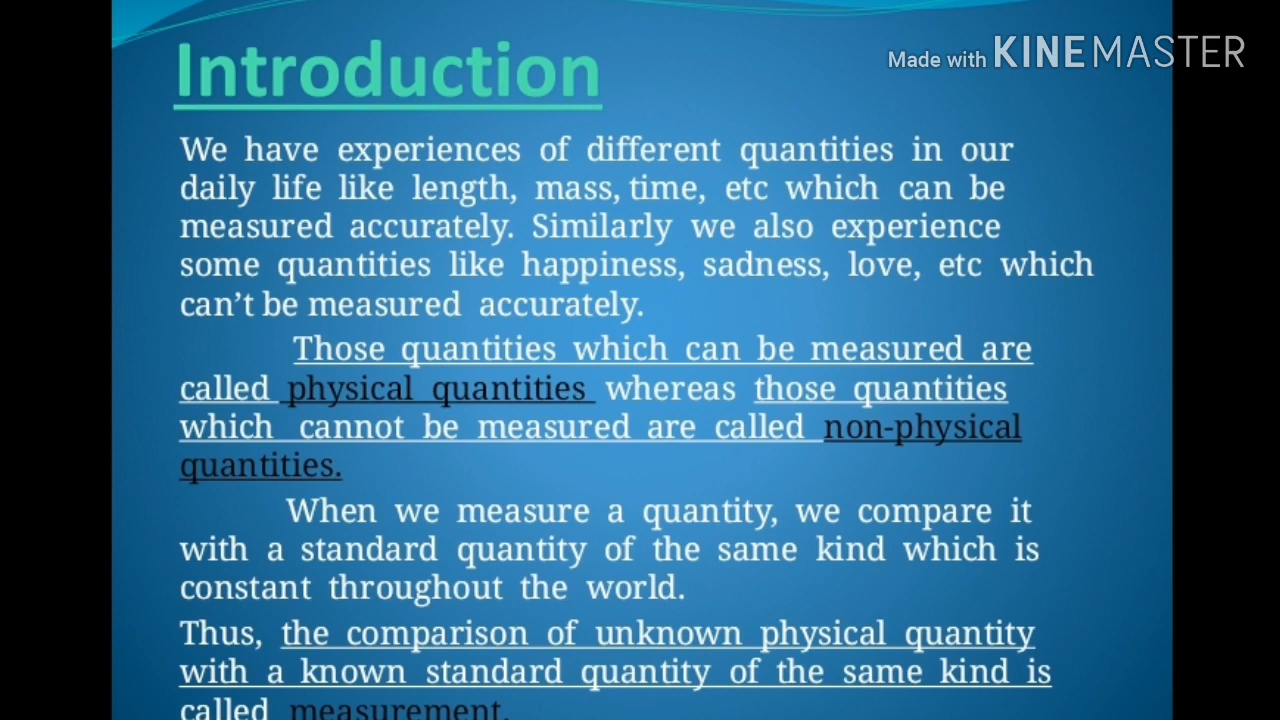 Introduction
Made with KINEMASTER
We have experiences of different quantities in our
daily life like length, mass, time, etc which can be
measured accurately. Similarly we also experience
some quantities like happiness, sadness, love, etc which
can’t be measured accurately.
Those quantities which can be measured are
called physical quantities whereas those quantities
which cannot be measured are called non-physical
quantities.
When we measure a quantity, we compare it
with a standard quantity of the same kind which is
constant throughout the world.
Thus, the comparison of unknown physical quantity
with a known standard quantity of the same kind is
called measurement.